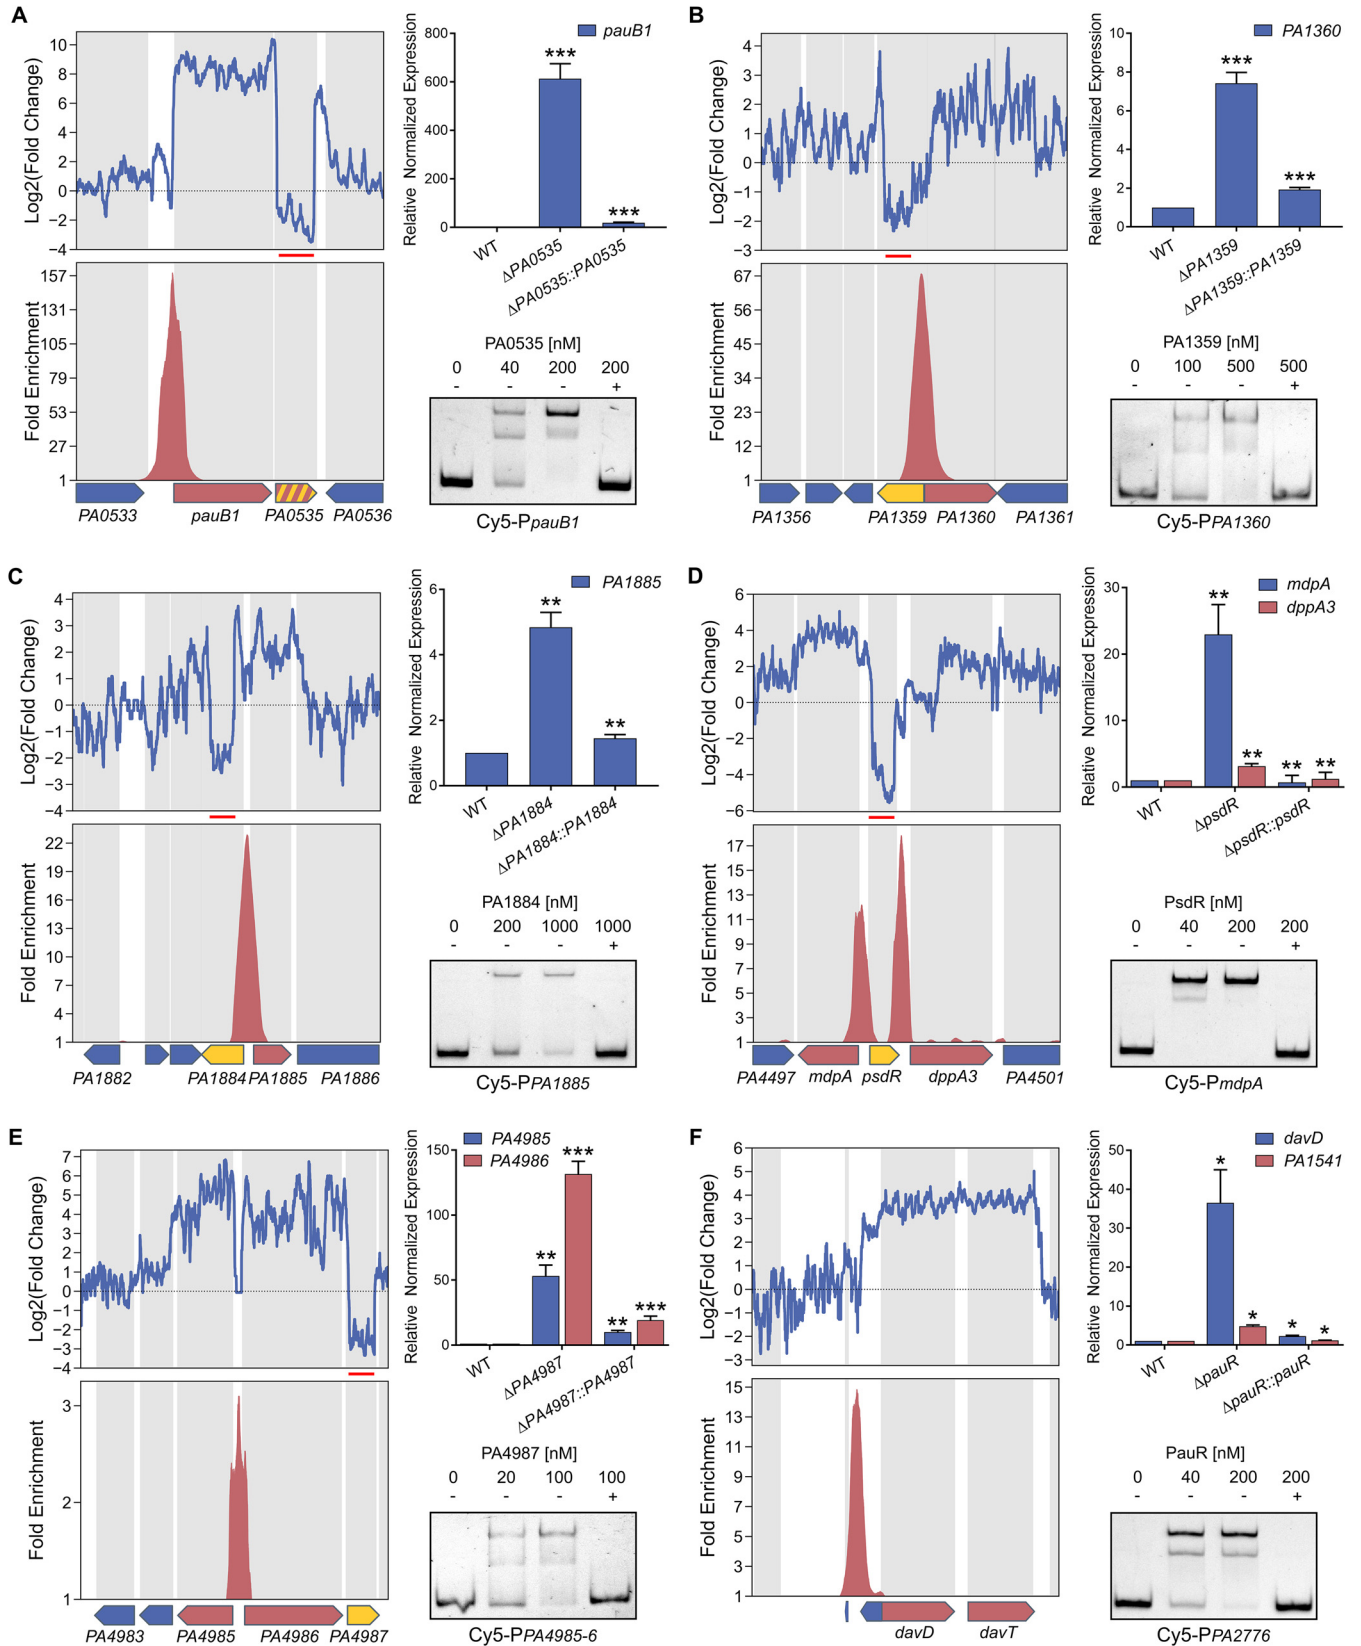 A
Log2(Fold Change)
10
8
6
4
2
0
−2
−4
Fold Enrichment
157
131
105
79
53
27
1
PA0533 pauB1 PA0535 PA0536
Relative Normalized Expression
800
600
400
200
0
pauB1
***
***
WT
ΔPA0535
ΔPA0535::PA0535
PA0535 [nM]
0 40 200 200
- - - +
Cy5-PpauB1
B
Log2(Fold Change)
4
3
2
1
0
−1
−2
−3
Fold Enrichment
67
56
45
34
23
12
1
PA1356 PA1359 PA1360 PA1361
Relative Normalized Expression
10
8
6
4
2
0
PA1360
***
***
WT
ΔPA1359
ΔPA1359::PA1359
PA1359 [nM]
0 100 500 500
- - - +
Cy5-PPA1360
C
Log2(Fold Change)
4
3
2
1
0
−1
−2
−3
−4
Fold Enrichment
22
19
16
13
10
7
4
1
PA1882 PA1884 PA1885 PA1886
Relative Normalized Expression
6
4
2
0
PA1885
**
**
WT
ΔPA1884
ΔPA1884::PA1884
PA1884 [nM]
0 200 1000 1000
- - - +
Cy5-PPA1885
D
Log2(Fold Change)
6
4
2
0
−2
−4
−6
Fold Enrichment
17
15
13
11
9
7
5
3
1
PA4497 mdpA psdR dppA3 PA4501
Relative Normalized Expression
30
20
10
0
mdpA
dppA3
**
**
** **
WT
ΔpsdR
ΔpsdR::psdR
PsdR [nM]
0 40 200 200
- - - +
Cy5-PmdpA
E
Log2(Fold Change)
7
6
5
4
3
2
1
0
−1
−2
−3
−4
Fold Enrichment
3
2
1
PA4983 PA4985 PA4986 PA4987
Relative Normalized Expression
150
100
50
0
PA4985
PA4986
**
***
**
***
WT
ΔPA4987
ΔPA4987::PA4987
PA4987 [nM]
0 20 100 100
- - - +
Cy5-PPA4985-6
F
Log2(Fold Change)
6
5
4
3
2
1
0
−1
−2
−3
Fold Enrichment
15
13
11
9
7
5
3
1
davD davT
Relative Normalized Expression
50
40
30
20
10
0
davD
PA1541
*
*
*
*
WT
ΔpauR
ΔpauR::pauR
PauR [nM]
0 40 200 200
- - - +
Cy5-PPA2776